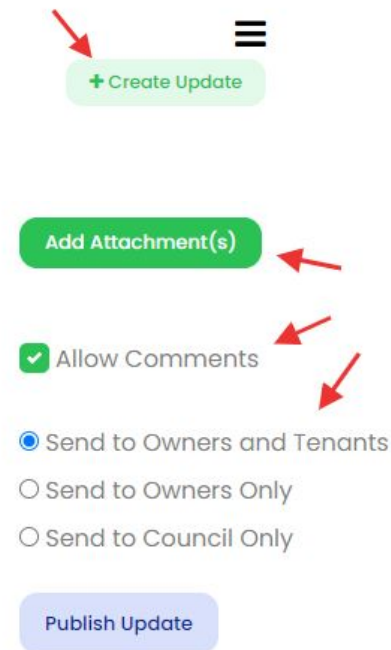 + Create Update
Add Attachment(s)
Allow Comments
Send to Owners and Tenants
Send to Owners Only
Send to Council Only
Publish Update